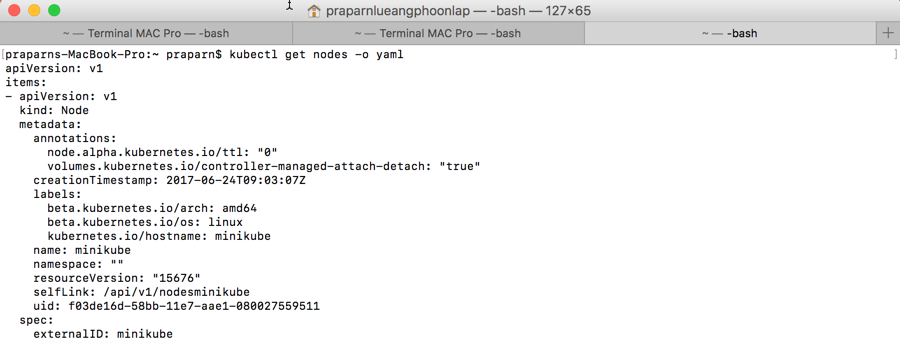 praparnlueangphoonlap — -bash — 127×65
~ — Terminal MAC Pro — -bash
~ — Terminal MAC Pro — -bash
~ — -bash
+
[praparns-MacBook-Pro:~ praparn$ kubectl get nodes -o yaml ]
apiVersion: v1
items:
- apiVersion: v1
  kind: Node
  metadata:
    annotations:
      node.alpha.kubernetes.io/ttl: "0"
      volumes.kubernetes.io/controller-managed-attach-detach: "true"
    creationTimestamp: 2017-06-24T09:03:07Z
    labels:
      beta.kubernetes.io/arch: amd64
      beta.kubernetes.io/os: linux
      kubernetes.io/hostname: minikube
    name: minikube
    namespace: ""
    resourceVersion: "15676"
    selfLink: /api/v1/nodesminikube
    uid: f03de16d-58bb-11e7-aae1-080027559511
  spec:
    externalID: minikube